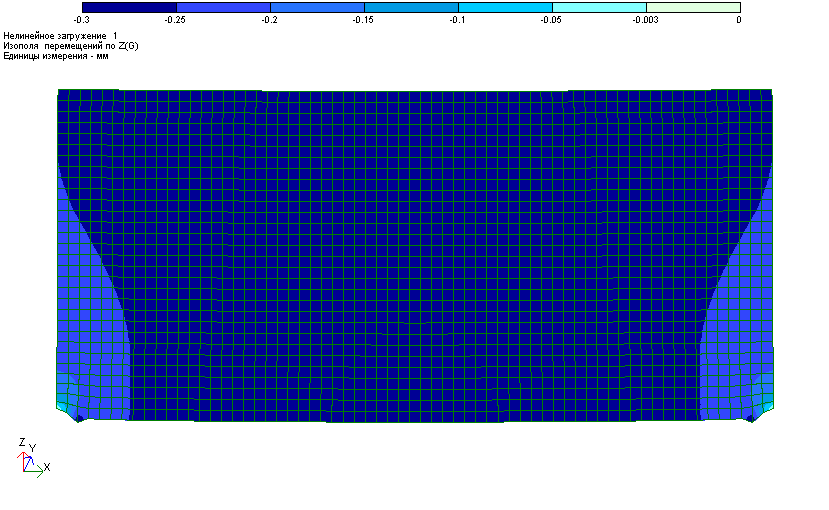 -0.3 -0.25 -0.2 -0.15 -0.1 -0.05 -0.003 0
Нелинейное загружение 1
Изополя перемещений по Z(G)
Единицы измерения - мм
Z
Y
X